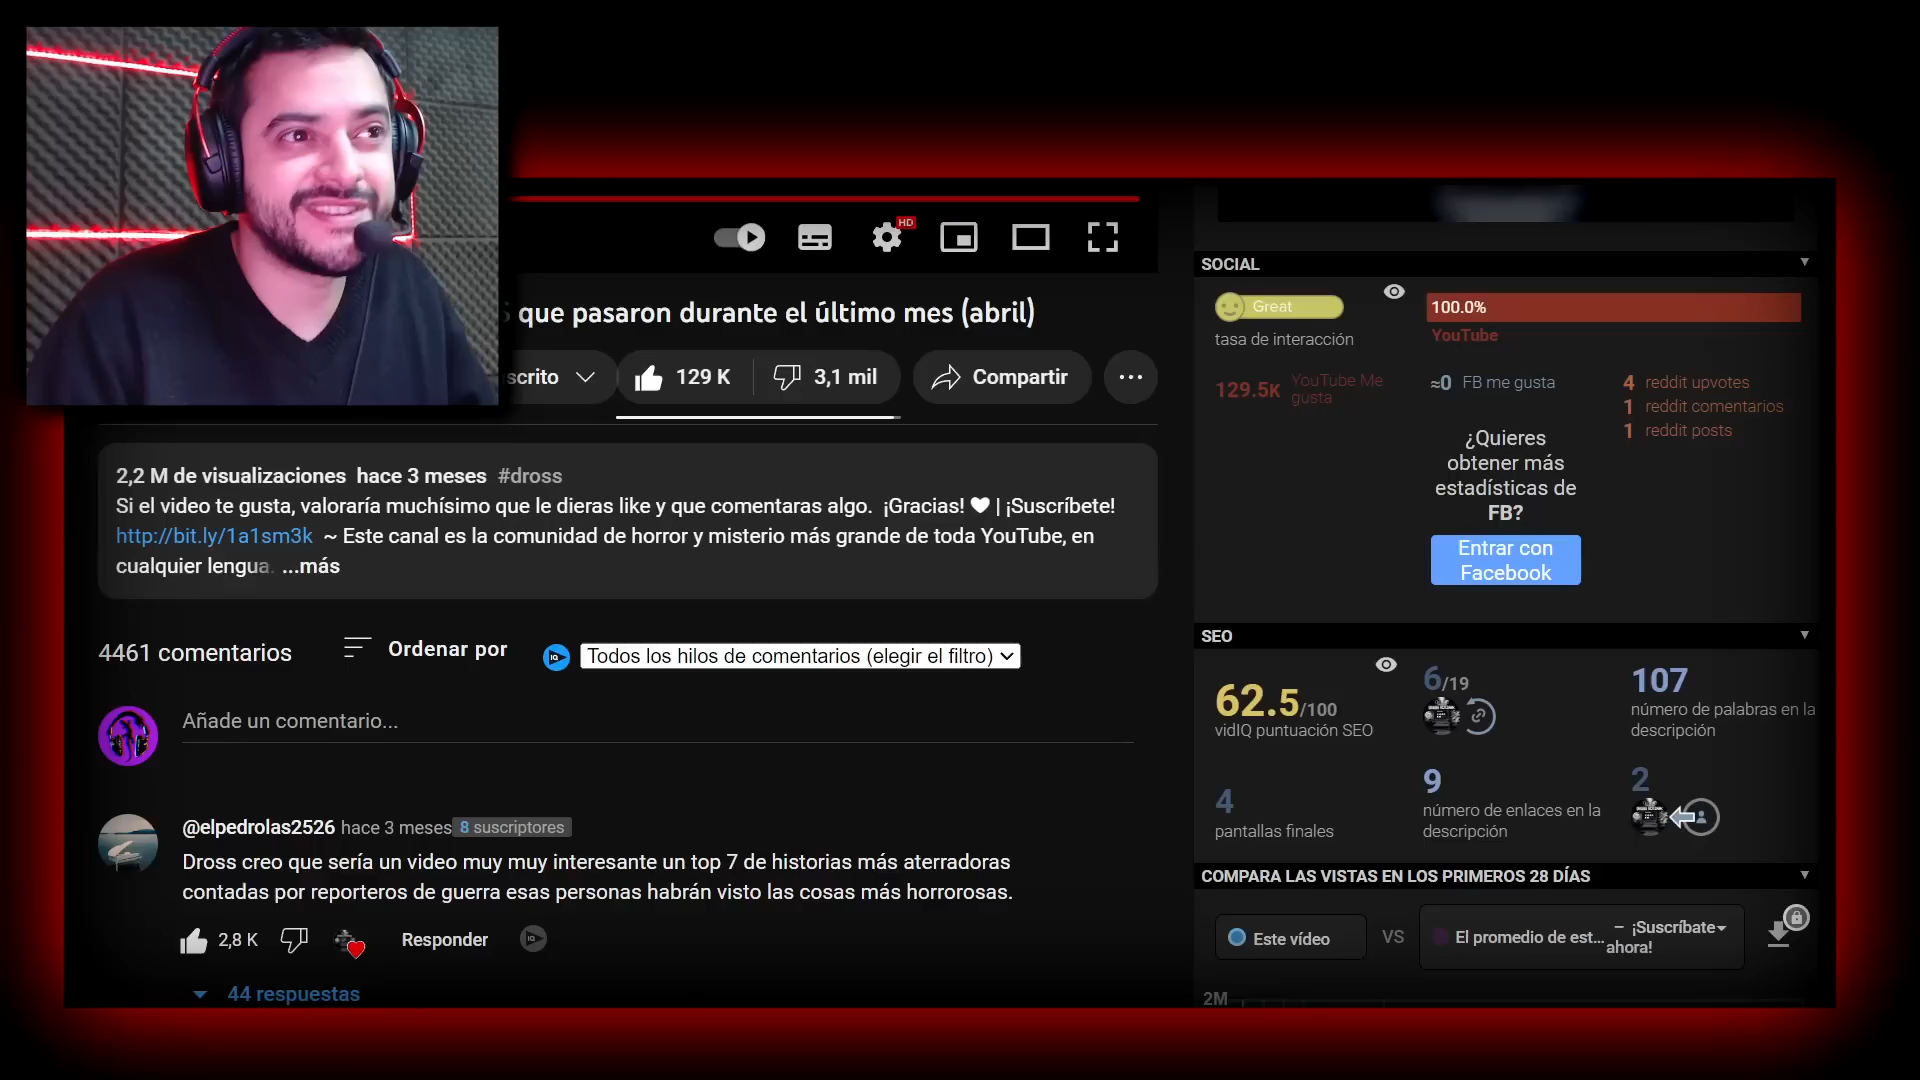 HD
que pasaron durante el último mes (abril)
scrito
129 K
3,1 mil
Compartir
2,2 M de visualizaciones hace 3 meses #dross
Si el video te gusta, valoraría muchísimo que le dieras like y que comentaras algo. ¡Gracias! ♥ | ¡Suscríbete!
http://bit.ly/1a1sm3k ~ Este canal es la comunidad de horror y misterio más grande de toda YouTube, en
cualquier lengua. ...más
4461 comentarios
Ordenar por
Todos los hilos de comentarios (elegir el filtro)
Añade un comentario...
@elpedrolas2526 hace 3 meses 8 suscriptores
Dross creo que sería un video muy muy interesante un top 7 de historias más aterradoras
contadas por reporteros de guerra esas personas habrán visto las cosas más horrorosas.
2,8 K
Responder
44 respuestas
SOCIAL
Great
tasa de interacción
100.0%
YouTube
129.5K
YouTube Me
gusta
≈0 FB me gusta
4 reddit upvotes
1 reddit comentarios
1 reddit posts
¿Quieres
obtener más
estadísticas de
FB?
Entrar con
Facebook
SEO
62.5/100
vidIQ puntuación SEO
6/19
107
número de palabras en la
descripción
4
pantallas finales
9
número de enlaces en la
descripción
2
COMPARA LAS VISTAS EN LOS PRIMEROS 28 DÍAS
Este vídeo
VS
El promedio de est...
– ¡Suscríbate
ahora!
2M